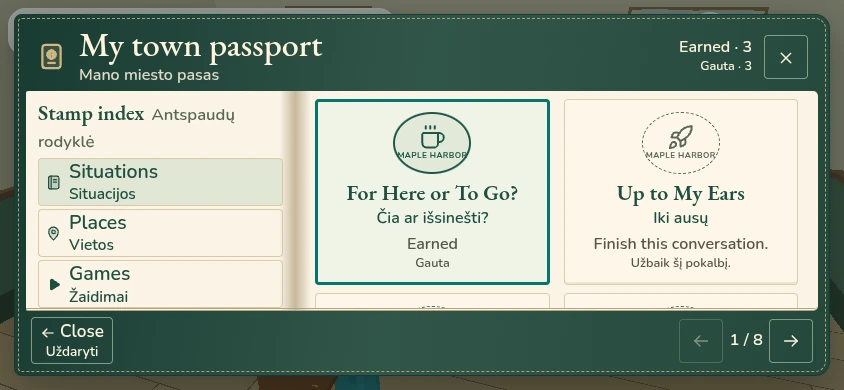 My town passport
Mano miesto pasas
Earned · 3
Gauta · 3
Stamp index Antspaudų
rodyklė
Situations
Situacijos
Places
Vietos
Games
Žaidimai
MAPLE HARBOR
For Here or To Go?
Čia ar išsinešti?
Earned
Gauta
MAPLE HARBOR
Up to My Ears
Iki ausų
Finish this conversation.
Užbaik šį pokalbį.
← Close
Uždaryti
← 1 / 8 →